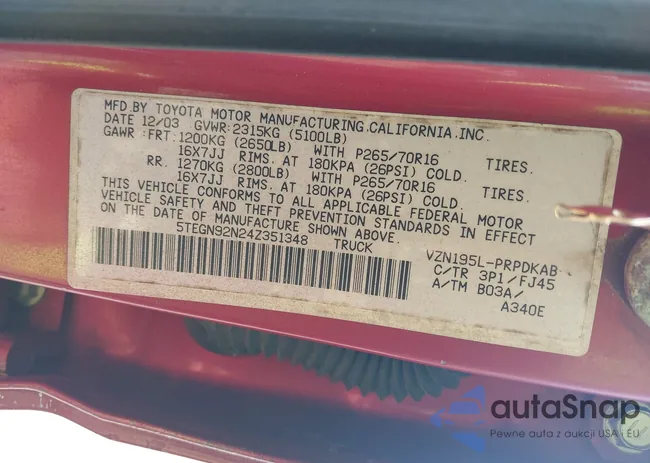 MFD.BY TOYOTA MOTOR MANUFACTURING.CALIFORNIA.INC.
DATE 12/03 GVWR:2315KG (5100LB)
GAWR :FRT:1200KG (2650LB) WITH P265/70R16 TIRES.
16X7JJ RIMS. AT 180KPA (26PSI) COLD.
RR: 1270KG (2800LB) WITH P265/70R16 TIRES.
16X7JJ RIMS. AT 180KPA (26PSI) COLD.
THIS VEHICLE CONFORMS TO ALL APPLICABLE FEDERAL MOTOR
VEHICLE SAFETY AND THEFT PREVENTION STANDARDS IN EFFECT
ON THE DATE OF MANUFACTURE SHOWN ABOVE.
5TEGN92N24Z351348 TRUCK
VZN195L-PRPDKAB
C/TR 3P1/FJ45
A/TM B03A/
A340E
autaSnap
Pewne auta z aukcji USA i EU